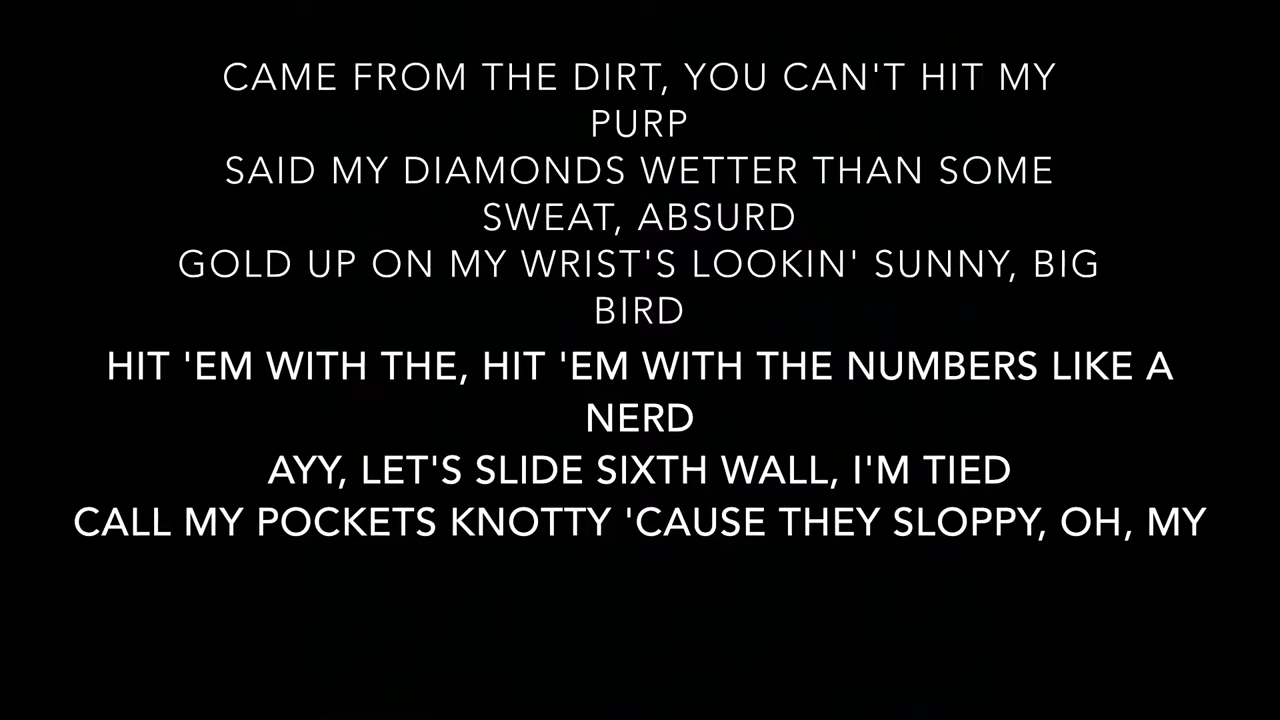 CAME FROM THE DIRT, YOU CAN'T HIT MY
PURP
SAID MY DIAMONDS WETTER THAN SOME
SWEAT, ABSURD
GOLD UP ON MY WRIST'S LOOKIN' SUNNY, BIG
BIRD
HIT 'EM WITH THE, HIT 'EM WITH THE NUMBERS LIKE A
NERD
AYY, LET'S SLIDE SIXTH WALL, I'M TIED
CALL MY POCKETS KNOTTY 'CAUSE THEY SLOPPY, OH, MY